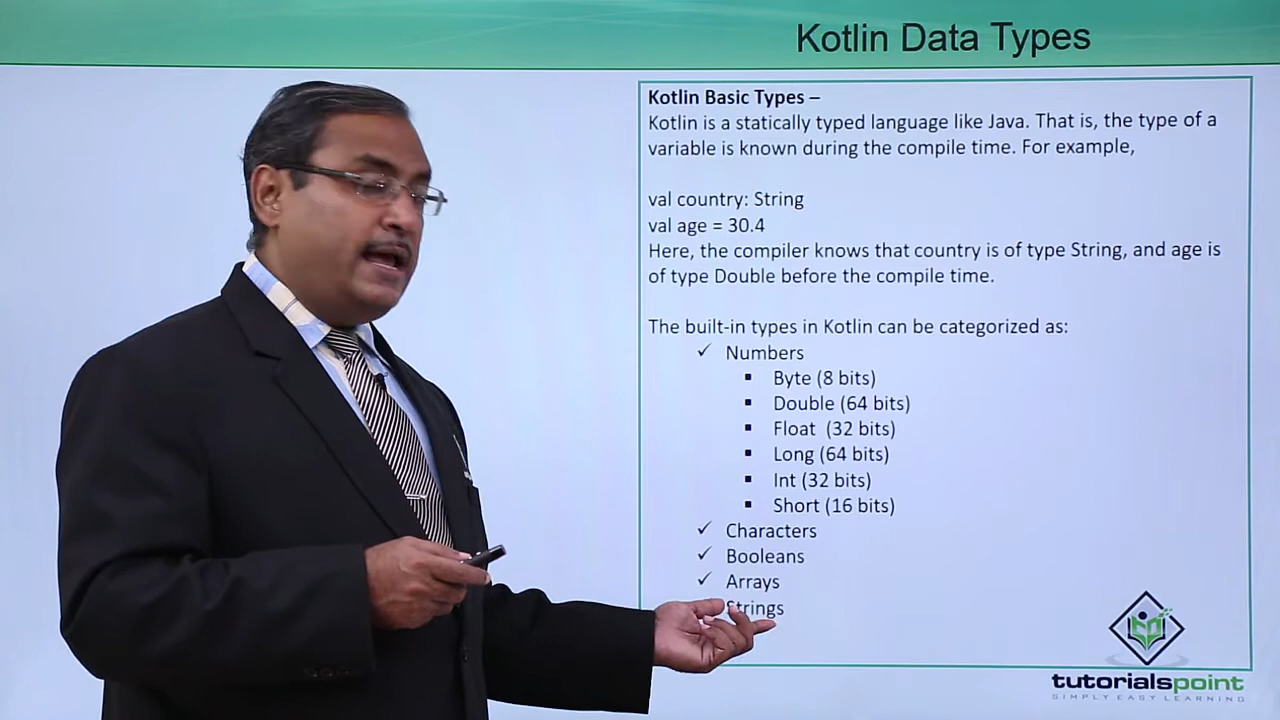 Kotlin Data Types
Kotlin Basic Types –
Kotlin is a statically typed language like Java. That is, the type of a
variable is known during the compile time. For example,
val country: String
val age = 30.4
Here, the compiler knows that country is of type String, and age is
of type Double before the compile time.
The built-in types in Kotlin can be categorized as:
✓ Numbers
▪ Byte (8 bits)
▪ Double (64 bits)
▪ Float (32 bits)
▪ Long (64 bits)
▪ Int (32 bits)
▪ Short (16 bits)
✓ Characters
✓ Booleans
✓ Arrays
Strings
tutorialspoint
SIMPLY EASY LEARNING